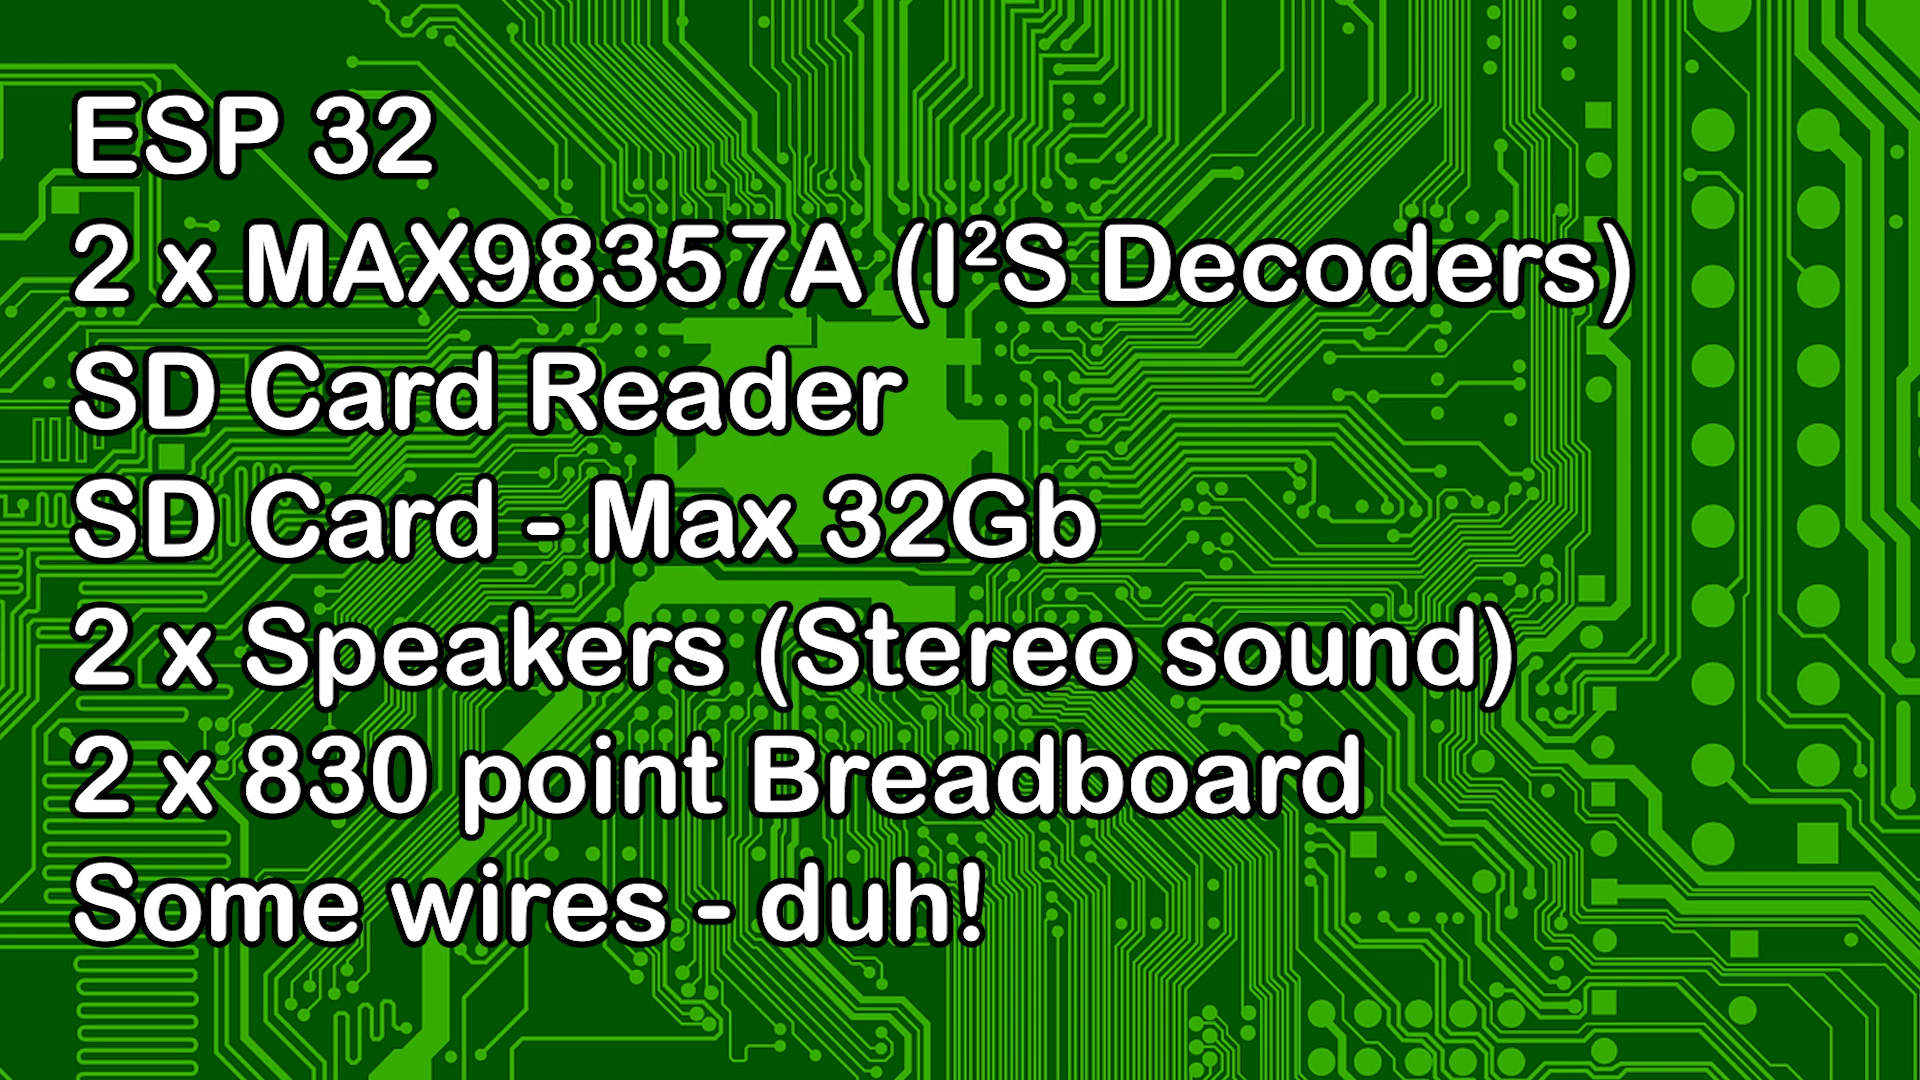 ESP 32
2 x MAX98357A (I²S Decoders)
SD Card Reader
SD Card - Max 32Gb
2 x Speakers (Stereo sound)
2 x 830 point Breadboard
Some wires - duh!